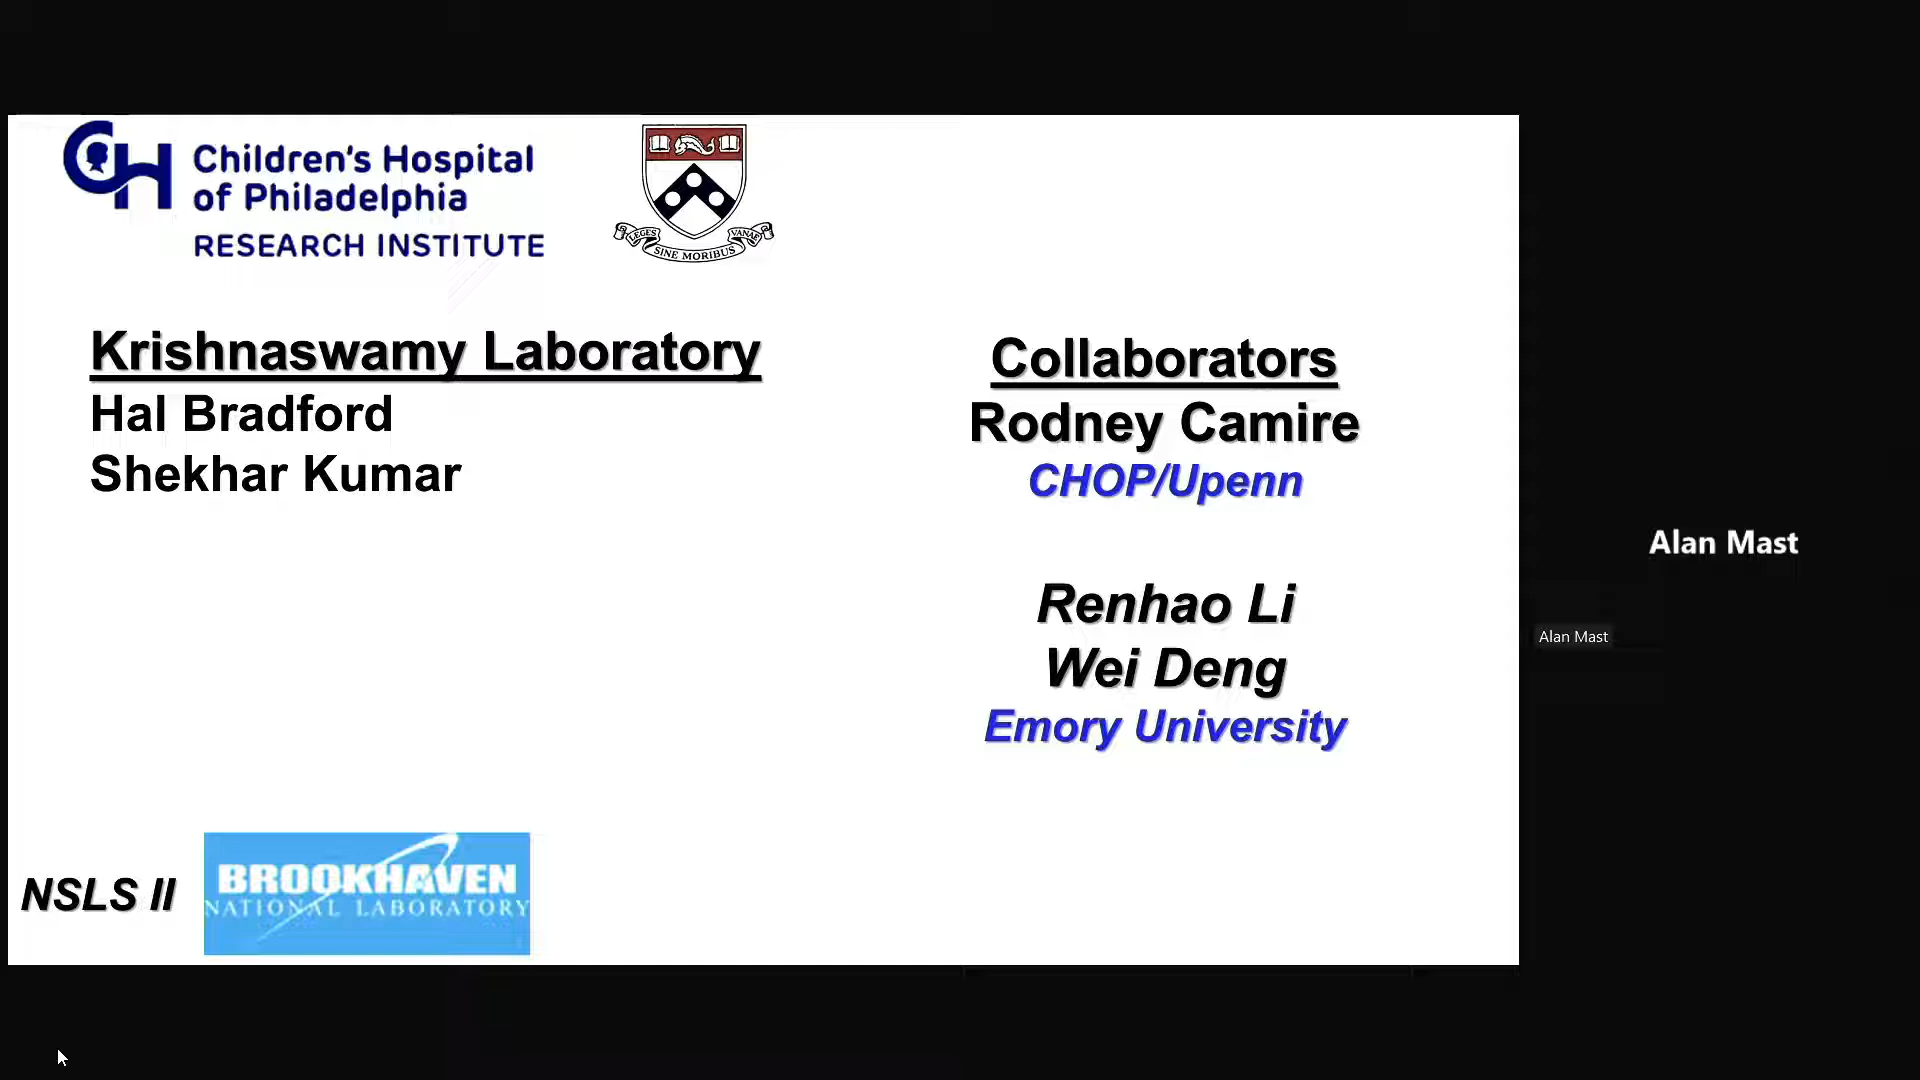 Children's Hospital
of Philadelphia
RESEARCH INSTITUTE
LEGES
SINE MORIBUS
VANAE
Krishnaswamy Laboratory
Hal Bradford
Shekhar Kumar
Collaborators
Rodney Camire
CHOP/Upenn
Renhao Li
Wei Deng
Emory University
NSLS II
BROOKHAVEN
NATIONAL LABORATORY
Alan Mast
Alan Mast